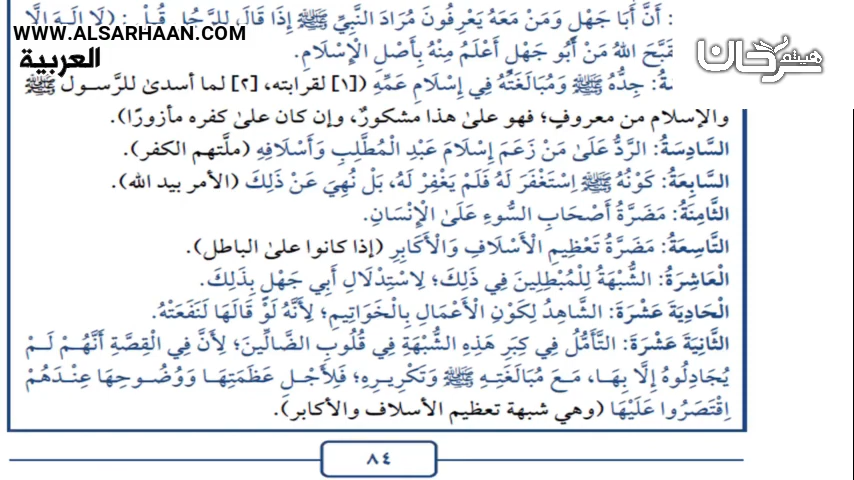 WWW.ALSARHAAN.COM
العربية
هيثم سرحان
: أَنَّ أَبَا جَهْلٍ وَمَنْ مَعَهُ يَعْرِفُونَ مُرَادَ النَّبِيِّ ﷺ إِذَا قَالَ لِلرَّجُلِ قُلْ: (لَا إِلَهَ إِلَّا
فَقَبَّحَ اللهُ مَنْ أَبُو جَهْلٍ أَعْلَمُ مِنْهُ بِأَصْلِ الْإِسْلَامِ.
جِدُّهُ ﷺ وَمُبَالَغَتُهُ فِي إِسْلَامِ عَمِّهِ ([١] لقرابته، [٢] لما أسدىٰ للرَّسول ﷺ
والإسلام من معروفٍ؛ فهو علىٰ هذا مشكورٌ، وإن كان علىٰ كفره مأزورًا).
السَّادِسَةُ: الرَّدُّ عَلَىٰ مَنْ زَعَمَ إِسْلَامَ عَبْدِ الْمُطَّلِبِ وَأَسْلَافِهِ (ملَّتهم الكفر).
السَّابِعَةُ: كَوْنُهُ ﷺ اِسْتَغْفَرَ لَهُ فَلَمْ يَغْفِرْ لَهُ، بَلْ نُهِيَ عَنْ ذَلِكَ (الأمر بيد الله).
الثَّامِنَةُ: مَضَرَّةُ أَصْحَابِ السُّوءِ عَلَىٰ الْإِنْسَانِ.
التَّاسِعَةُ: مَضَرَّةُ تَعْظِيمِ الْأَسْلَافِ وَالْأَكَابِرِ (إذا كانوا علىٰ الباطل).
الْعَاشِرَةُ: الشُّبْهَةُ لِلْمُبْطِلِينَ فِي ذَلِكَ؛ لِاسْتِدْلَالِ أَبِي جَهْلٍ بِذَلِكَ.
الْحَادِيَةَ عَشْرَةَ: الشَّاهِدُ لِكَوْنِ الْأَعْمَالِ بِالْخَوَاتِيمِ؛ لِأَنَّهُ لَوْ قَالَهَا لَنَفَعَتْهُ.
الثَّانِيَةَ عَشْرَةَ: التَّأَمُّلُ فِي كِبَرِ هَذِهِ الشُّبْهَةِ فِي قُلُوبِ الضَّالِّينَ؛ لِأَنَّ فِي الْقِصَّةِ أَنَّهُمْ لَمْ
يُجَادِلُوهُ إِلَّا بِهَا، مَعَ مُبَالَغَتِهِ ﷺ وَتَكْرِيرِهِ؛ فَلِأَجْلِ عَظَمَتِهَا وَوُضُوحِهَا عِنْدَهُمْ
اِقْتَصَرُوا عَلَيْهَا (وهي شبهة تعظيم الأسلاف والأكابر).
٨٤